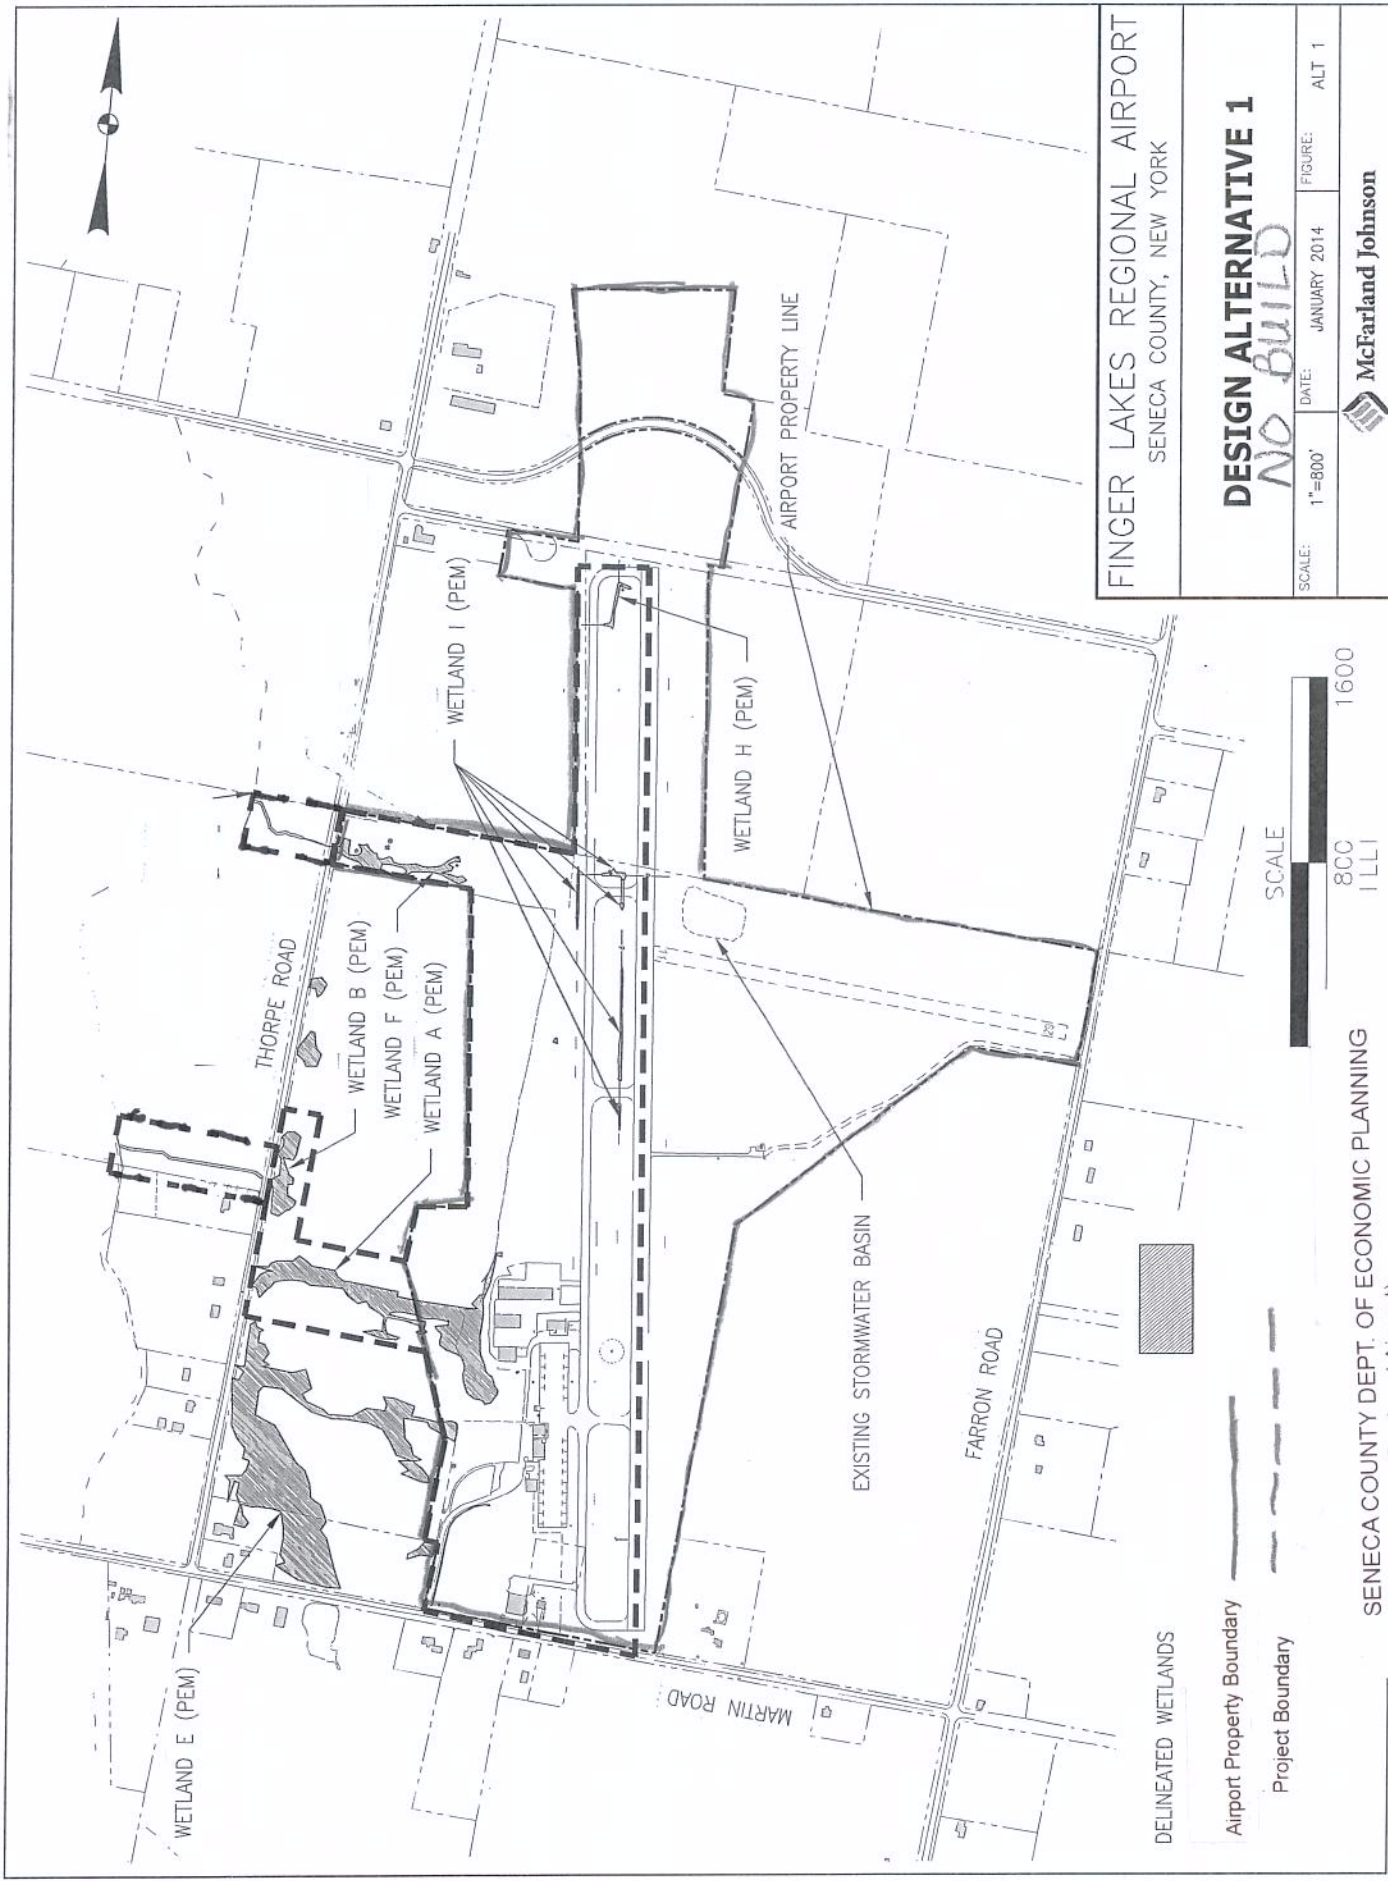 WETLAND I (PEM)
WETLAND H (PEM)
AIRPORT PROPERTY LINE
THORPE ROAD
WETLAND B (PEM)
WETLAND F (PEM)
WETLAND A (PEM)
WETLAND E (PEM)
EXISTING STORMWATER BASIN
MARTIN ROAD
FARRON ROAD
DELINEATED WETLANDS
Airport Property Boundary
Project Boundary
SCALE
800
1600
SENECA COUNTY DEPT. OF ECONOMIC PLANNING
FINGER LAKES REGIONAL AIRPORT
SENECA COUNTY, NEW YORK
DESIGN ALTERNATIVE 1
NO BUILD
SCALE: 1"=800'
DATE: JANUARY 2014
FIGURE: ALT 1
McFarland Johnson